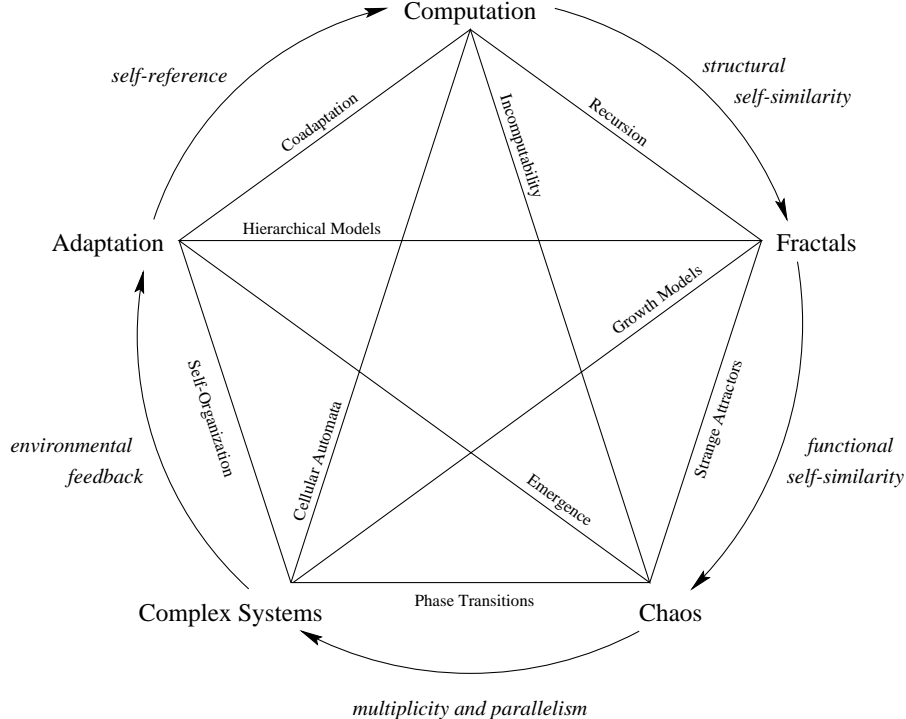 Computation
self-reference
structural
self-similarity
Coadaptation
Incomputability
Recursion
Adaptation
Hierarchical Models
Fractals
Growth Models
Self-Organization
Cellular Automata
Strange Attractors
environmental
feedback
functional
self-similarity
Emergence
Phase Transitions
Complex Systems
Chaos
multiplicity and parallelism